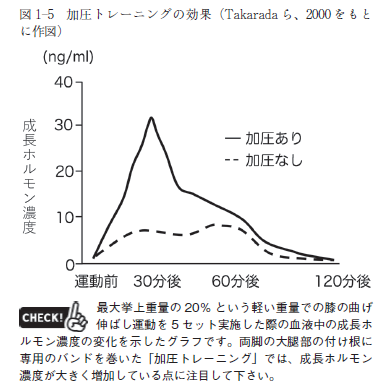 図 1-5 加圧トレーニングの効果（Takarada ら、2000 をもと
に作図）
(ng/ml)
40
30
20
10
0
成長ホルモン濃度
加圧あり
加圧なし
運動前 30分後 60分後 120分後
CHECK! 最大挙上重量の 20% という軽い重量での膝の曲げ
伸ばし運動を 5 セット実施した際の血液中の成長ホ
ルモン濃度の変化を示したグラフです。両脚の大腿部の付け根に
専用のバンドを巻いた「加圧トレーニング」では、成長ホルモン
濃度が大きく増加している点に注目して下さい。